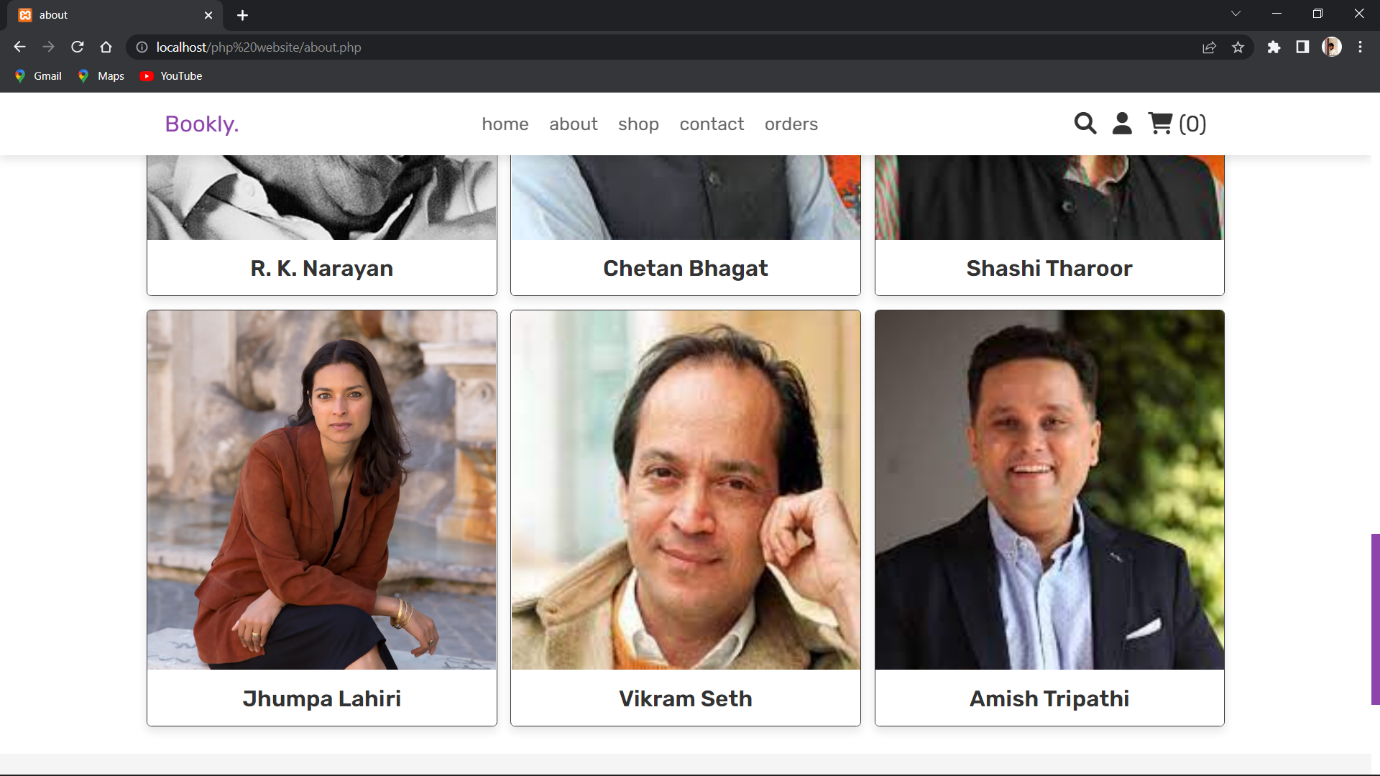 about
localhost/php%20website/about.php
Gmail Maps YouTube
Bookly. home about shop contact orders (0)
R. K. Narayan Chetan Bhagat Shashi Tharoor
Jhumpa Lahiri Vikram Seth Amish Tripathi